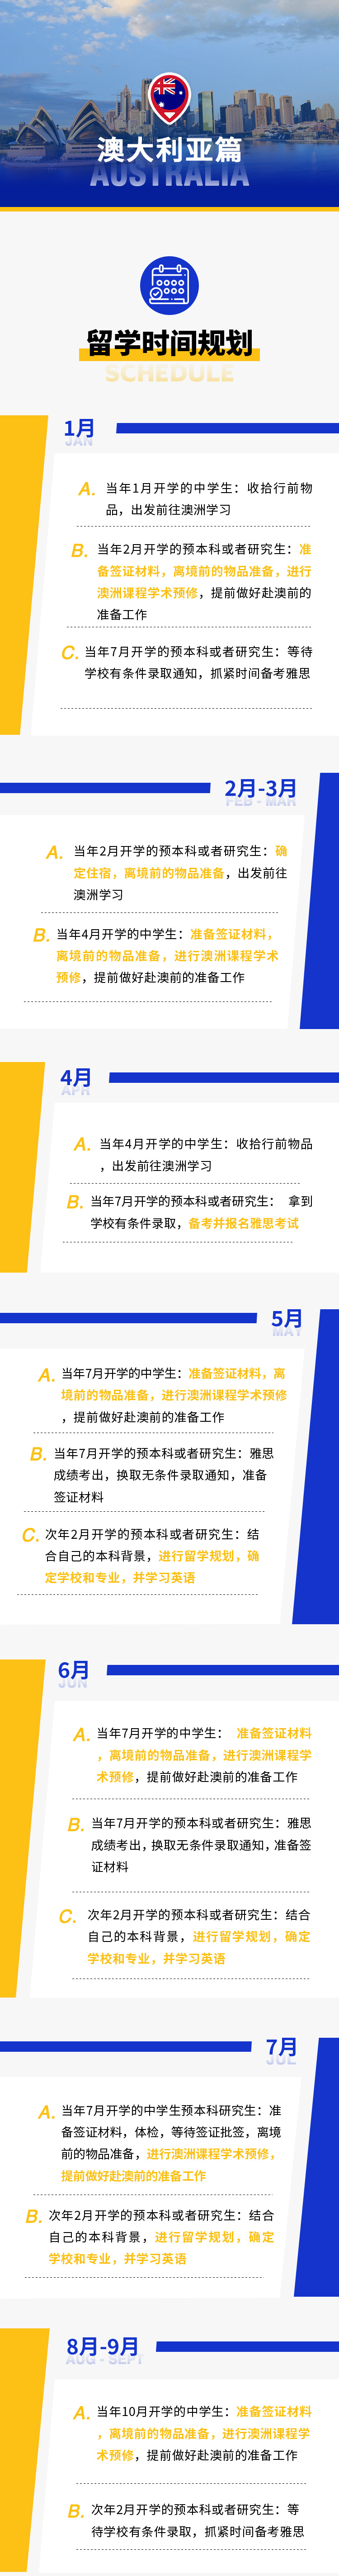 澳大利亚篇
AUSTRALIA
留学时间规划
SCHEDULE
1月
JAN
A. 当年1月开学的中学生：收拾行前物
品，出发前往澳洲学习
B. 当年2月开学的预本科或者研究生：准
备签证材料，离境前的物品准备，进行
澳洲课程学术预修，提前做好赴澳前的
准备工作
C. 当年7月开学的预本科或者研究生：等待
学校有条件录取通知，抓紧时间备考雅思
2月-3月
FEB - MAR
A. 当年2月开学的预本科或者研究生：确
定住宿，离境前的物品准备，出发前往
澳洲学习
B. 当年4月开学的中学生：准备签证材料，
离境前的物品准备，进行澳洲课程学术
预修，提前做好赴澳前的准备工作
4月
APR
A. 当年4月开学的中学生：收拾行前物品
，出发前往澳洲学习
B. 当年7月开学的预本科或者研究生： 拿到
学校有条件录取，备考并报名雅思考试
5月
MAY
A. 当年7月开学的中学生：准备签证材料，离
境前的物品准备，进行澳洲课程学术预修
，提前做好赴澳前的准备工作
B. 当年7月开学的预本科或者研究生：雅思
成绩考出，换取无条件录取通知，准备
签证材料
C. 次年2月开学的预本科或者研究生：结
合自己的本科背景，进行留学规划，确
定学校和专业，并学习英语
6月
JUN
A. 当年7月开学的中学生： 准备签证材料
，离境前的物品准备，进行澳洲课程学
术预修，提前做好赴澳前的准备工作
B. 当年7月开学的预本科或者研究生：雅思
成绩考出，换取无条件录取通知，准备签
证材料
C. 次年2月开学的预本科或者研究生：结合
自己的本科背景，进行留学规划，确定
学校和专业，并学习英语
7月
JUL
A. 当年7月开学的中学生预本科研究生：准
备签证材料，体检，等待签证批签，离境
前的物品准备，进行澳洲课程学术预修，
提前做好赴澳前的准备工作
B. 次年2月开学的预本科或者研究生：结合
自己的本科背景，进行留学规划，确定
学校和专业，并学习英语
8月-9月
AUG - SEPT
A. 当年10月开学的中学生：准备签证材料
，离境前的物品准备，进行澳洲课程学
术预修，提前做好赴澳前的准备工作
B. 次年2月开学的预本科或者研究生：等
待学校有条件录取，抓紧时间备考雅思